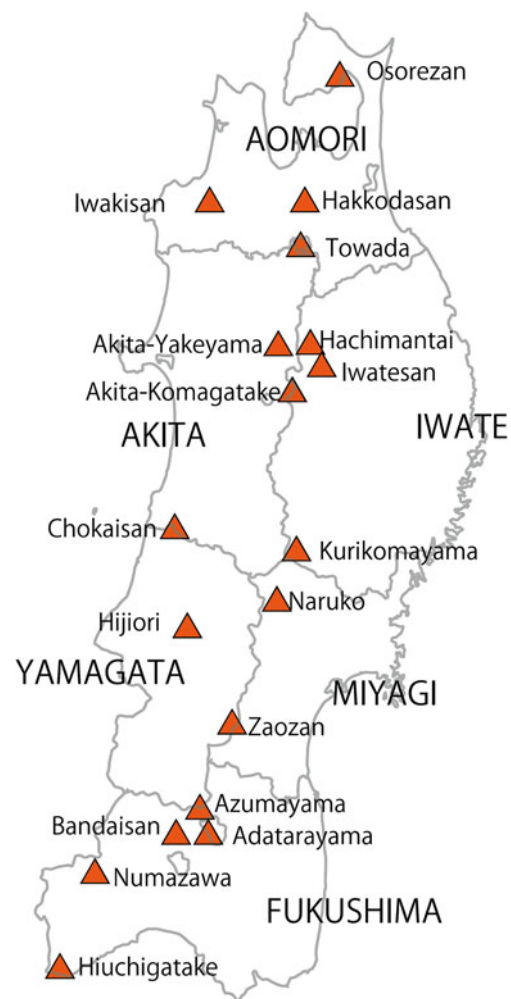 Osorezan
AOMORI
Iwakisan
Hakkodasan
Towada
Akita-Yakeyama
Hachimantai
Iwatesan
Akita-Komagatake
AKITA
IWATE
Chokaisan
Kurikomayama
Naruko
Hijiori
YAMAGATA
MIYAGI
Zaozan
Azumayama
Bandaisan
Adatarayama
Numazawa
FUKUSHIMA
Hiuchigatake